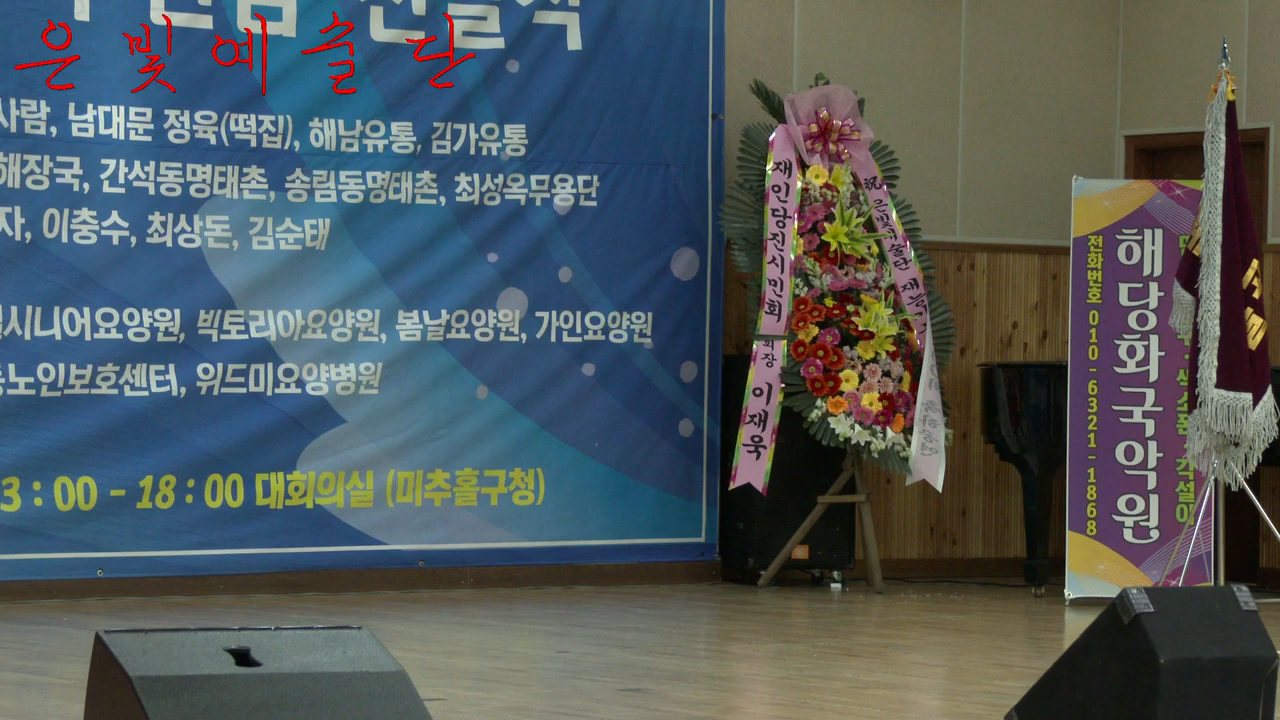 은빛예술단
사람, 남대문 정육(떡집), 해남유통, 김가유통
해장국, 간석동명태촌, 송림동명태촌, 최성옥무용단
자, 이충수, 최상돈, 김순태
시니어요양원, 빅토리아요양원, 봄날요양원, 가인요양원
노인보호센터, 위드미요양병원
3 : 00 - 18 : 00 대회의실 (미추홀구청)
재인당진시민회 회장 이재욱
祝 은빛예술단
해당화국악원
전화번호 010 - 6321 - 1868